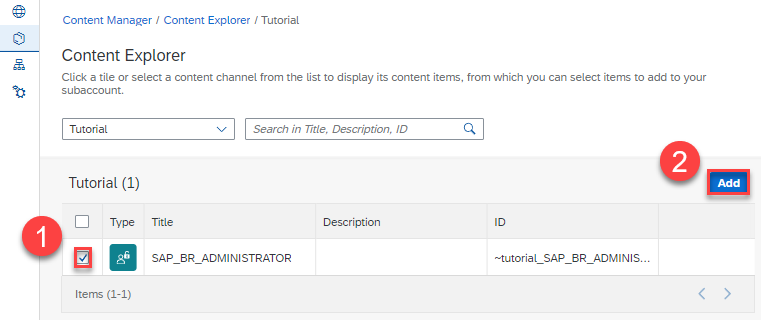 Content Manager / Content Explorer / Tutorial
Content Explorer
Click a tile or select a content channel from the list to display its content items, from which you can select items to add to your
subaccount.
Tutorial
Search in Title, Description, ID
2
Tutorial (1)
Add
Type Title Description ID
1
SAP_BR_ADMINISTRATOR ~tutorial_SAP_BR_ADMINIS...
Items (1-1)